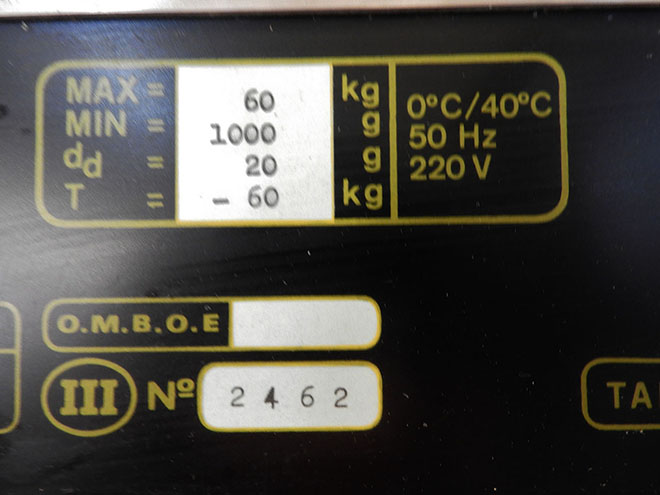 MAX = 60 kg
MIN = 1000 g
dd = 20 g
T = – 60 kg
0°C/40°C
50 Hz
220 V
O.M.B.O.E
III Nº 2462
TA